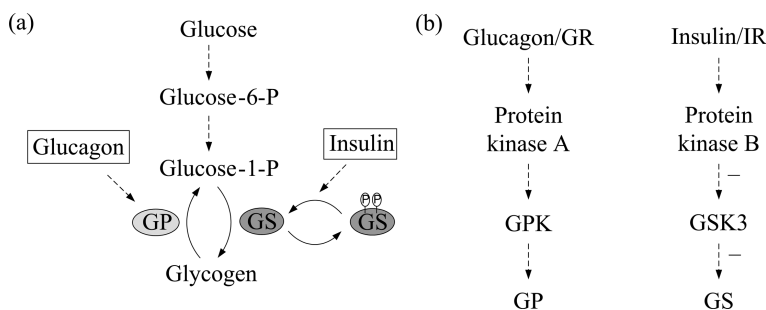 (a)
Glucose
Glucose-6-P
Glucagon
Insulin
Glucose-1-P
GP
GS
P P
GS
Glycogen
(b)
Glucagon/GR
Protein
kinase A
GPK
GP
Insulin/IR
Protein
kinase B
–
GSK3
–
GS